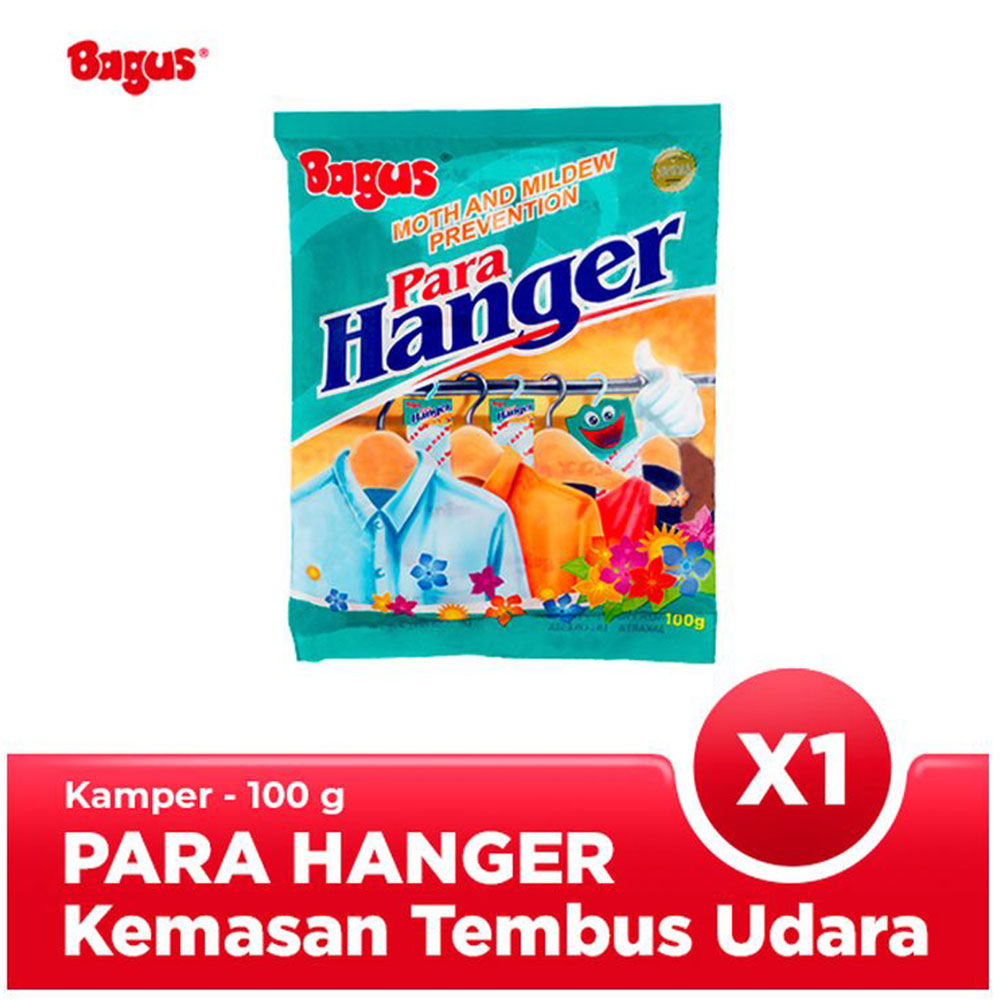 Bagus®
Bagus®
MOTH AND MILDEW
PREVENTION
Para
Hanger
Hanger
Hanger
100g
X1
Kamper - 100 g
PARA HANGER
Kemasan Tembus Udara